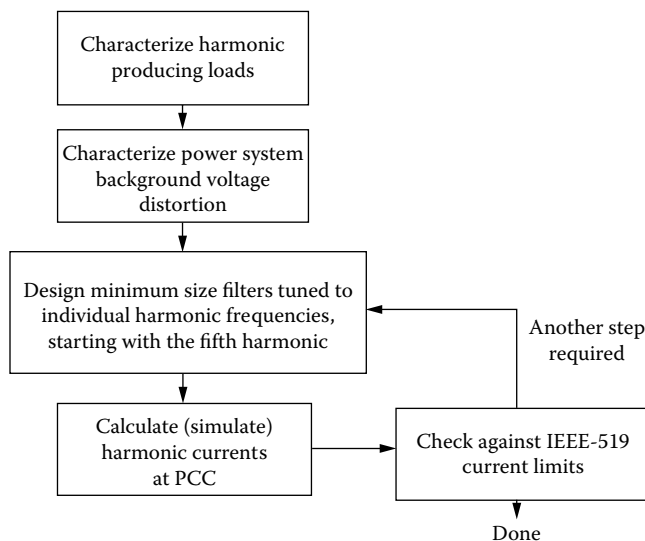 Characterize harmonic
producing loads
Characterize power system
background voltage
distortion
Design minimum size filters tuned to
individual harmonic frequencies,
starting with the fifth harmonic
Another step
required
Calculate (simulate)
harmonic currents
at PCC
Check against IEEE-519
current limits
Done